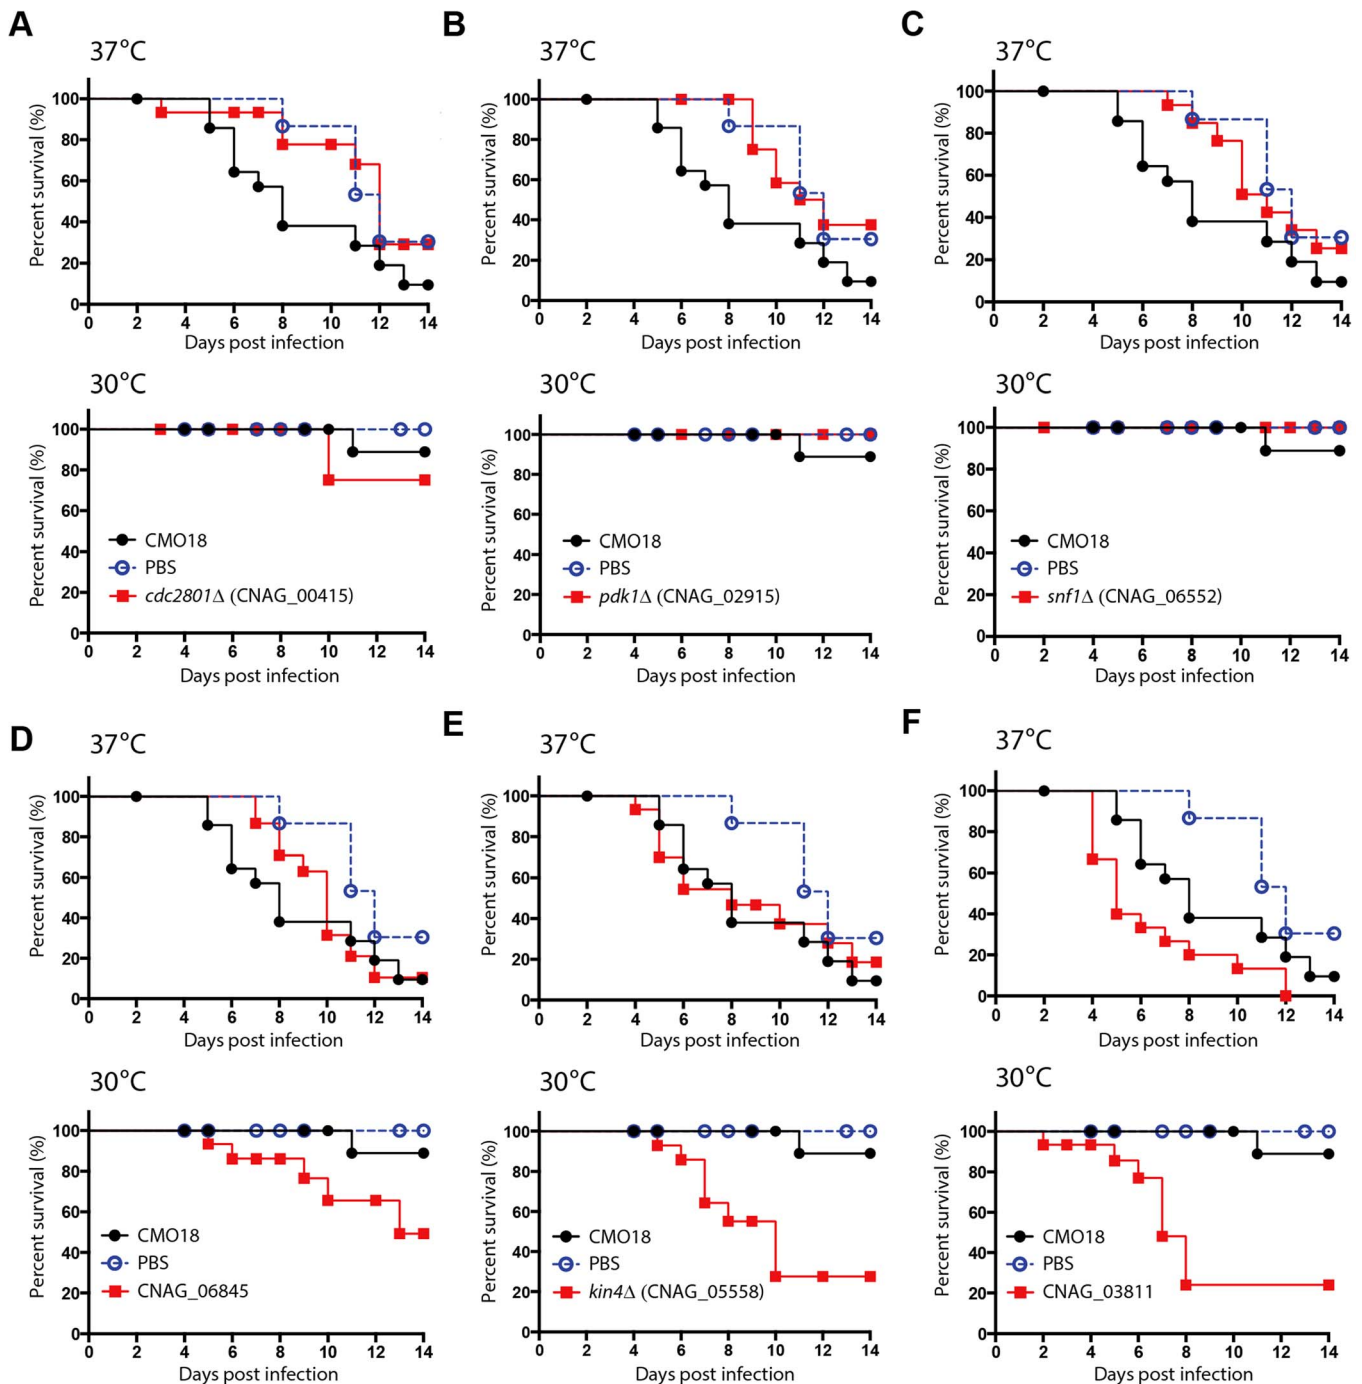 A
37°C
Percent survival (%)
100
80
60
40
20
0
0 2 4 6 8 10 12 14
Days post infection
30°C
Percent survival (%)
100
80
60
40
20
0
CMO18
PBS
cdc2801Δ (CNAG_00415)
0 2 4 6 8 10 12 14
Days post infection
B
37°C
Percent survival (%)
100
80
60
40
20
0
0 2 4 6 8 10 12 14
Days post infection
30°C
Percent survival (%)
100
80
60
40
20
0
CMO18
PBS
pdk1Δ (CNAG_02915)
0 2 4 6 8 10 12 14
Days post infection
C
37°C
Percent survival (%)
100
80
60
40
20
0
0 2 4 6 8 10 12 14
Days post infection
30°C
Percent survival (%)
100
80
60
40
20
0
CMO18
PBS
snf1Δ (CNAG_06552)
0 2 4 6 8 10 12 14
Days post infection
D
37°C
Percent survival (%)
100
80
60
40
20
0
0 2 4 6 8 10 12 14
Days post infection
30°C
Percent survival (%)
100
80
60
40
20
0
CMO18
PBS
CNAG_06845
0 2 4 6 8 10 12 14
Days post infection
E
37°C
Percent survival (%)
100
80
60
40
20
0
0 2 4 6 8 10 12 14
Days post infection
30°C
Percent survival (%)
100
80
60
40
20
0
CMO18
PBS
kin4Δ (CNAG_05558)
0 2 4 6 8 10 12 14
Days post infection
F
37°C
Percent survival (%)
100
80
60
40
20
0
0 2 4 6 8 10 12 14
Days post infection
30°C
Percent survival (%)
100
80
60
40
20
0
CMO18
PBS
CNAG_03811
0 2 4 6 8 10 12 14
Days post infection